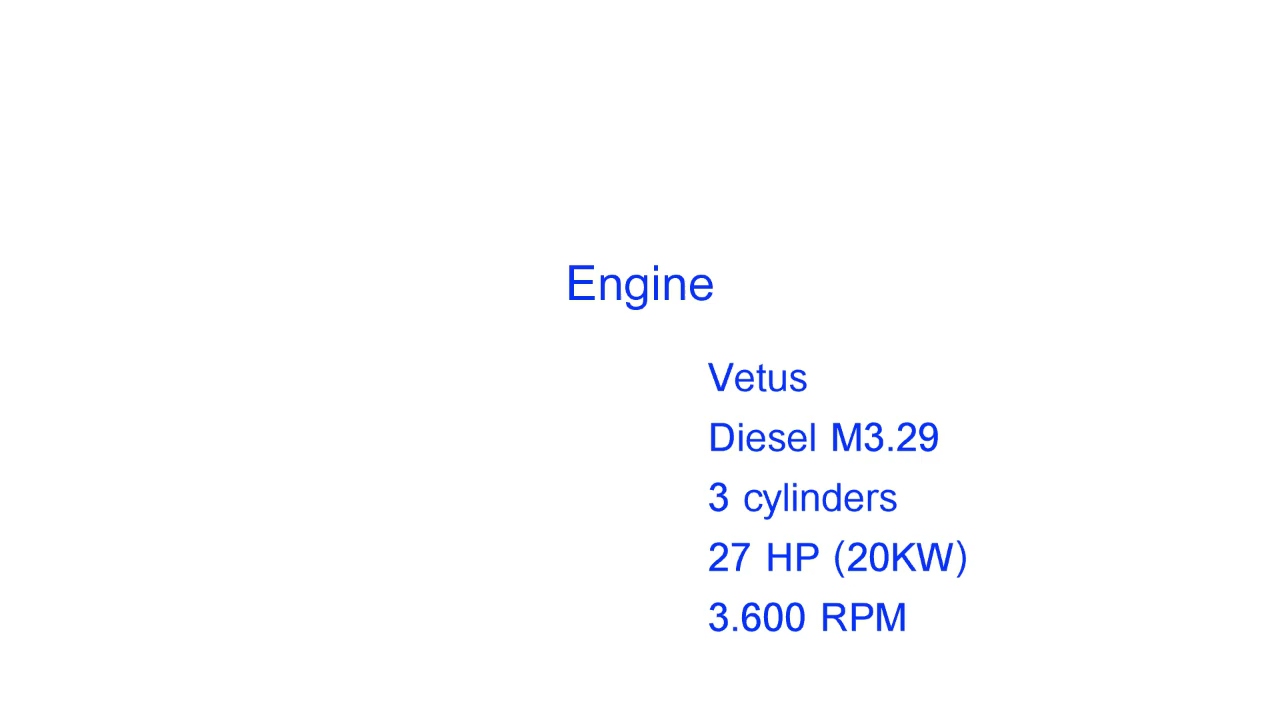 Engine
Vetus
Diesel M3.29
3 cylinders
27 HP (20KW)
3.600 RPM